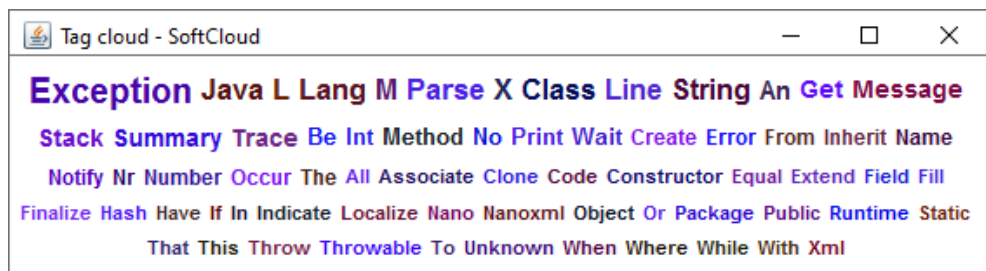 Tag cloud - SoftCloud
Exception Java L Lang M Parse X Class Line String An Get Message
Stack Summary Trace Be Int Method No Print Wait Create Error From Inherit Name
Notify Nr Number Occur The All Associate Clone Code Constructor Equal Extend Field Fill
Finalize Hash Have If In Indicate Localize Nano Nanoxml Object Or Package Public Runtime Static
That This Throw Throwable To Unknown When Where While With Xml